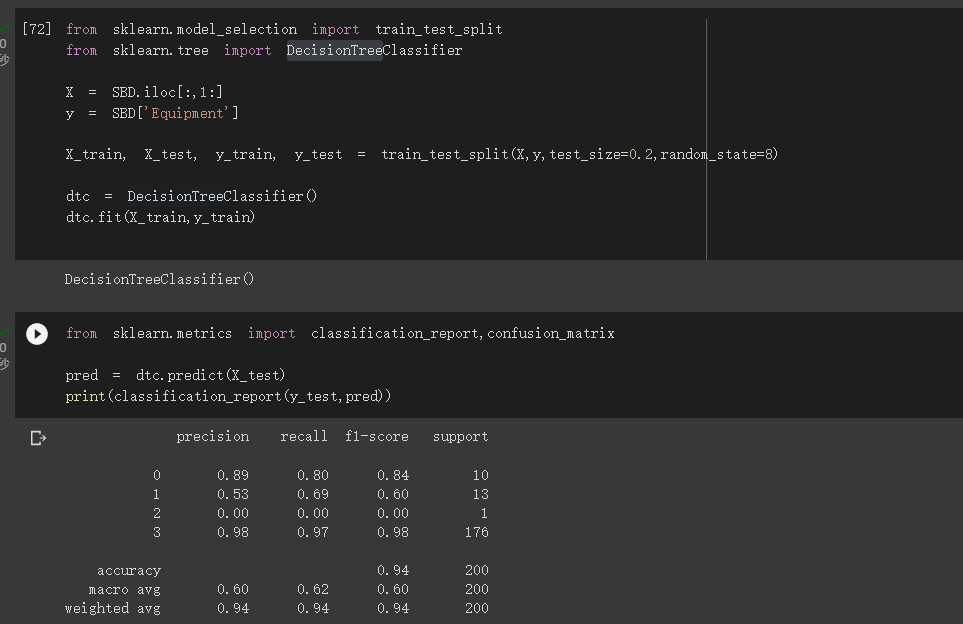 [72] from sklearn.model_selection import train_test_split
from sklearn.tree import DecisionTreeClassifier
0
秒
X = SBD.iloc[:,1:]
y = SBD['Equipment']
X_train, X_test, y_train, y_test = train_test_split(X,y,test_size=0.2,random_state=8)
dtc = DecisionTreeClassifier()
dtc.fit(X_train,y_train)
DecisionTreeClassifier()
from sklearn.metrics import classification_report,confusion_matrix
0
秒
pred = dtc.predict(X_test)
print(classification_report(y_test,pred))
precision recall f1-score support
0 0.89 0.80 0.84 10
1 0.53 0.69 0.60 13
2 0.00 0.00 0.00 1
3 0.98 0.97 0.98 176
accuracy 0.94 200
macro avg 0.60 0.62 0.60 200
weighted avg 0.94 0.94 0.94 200